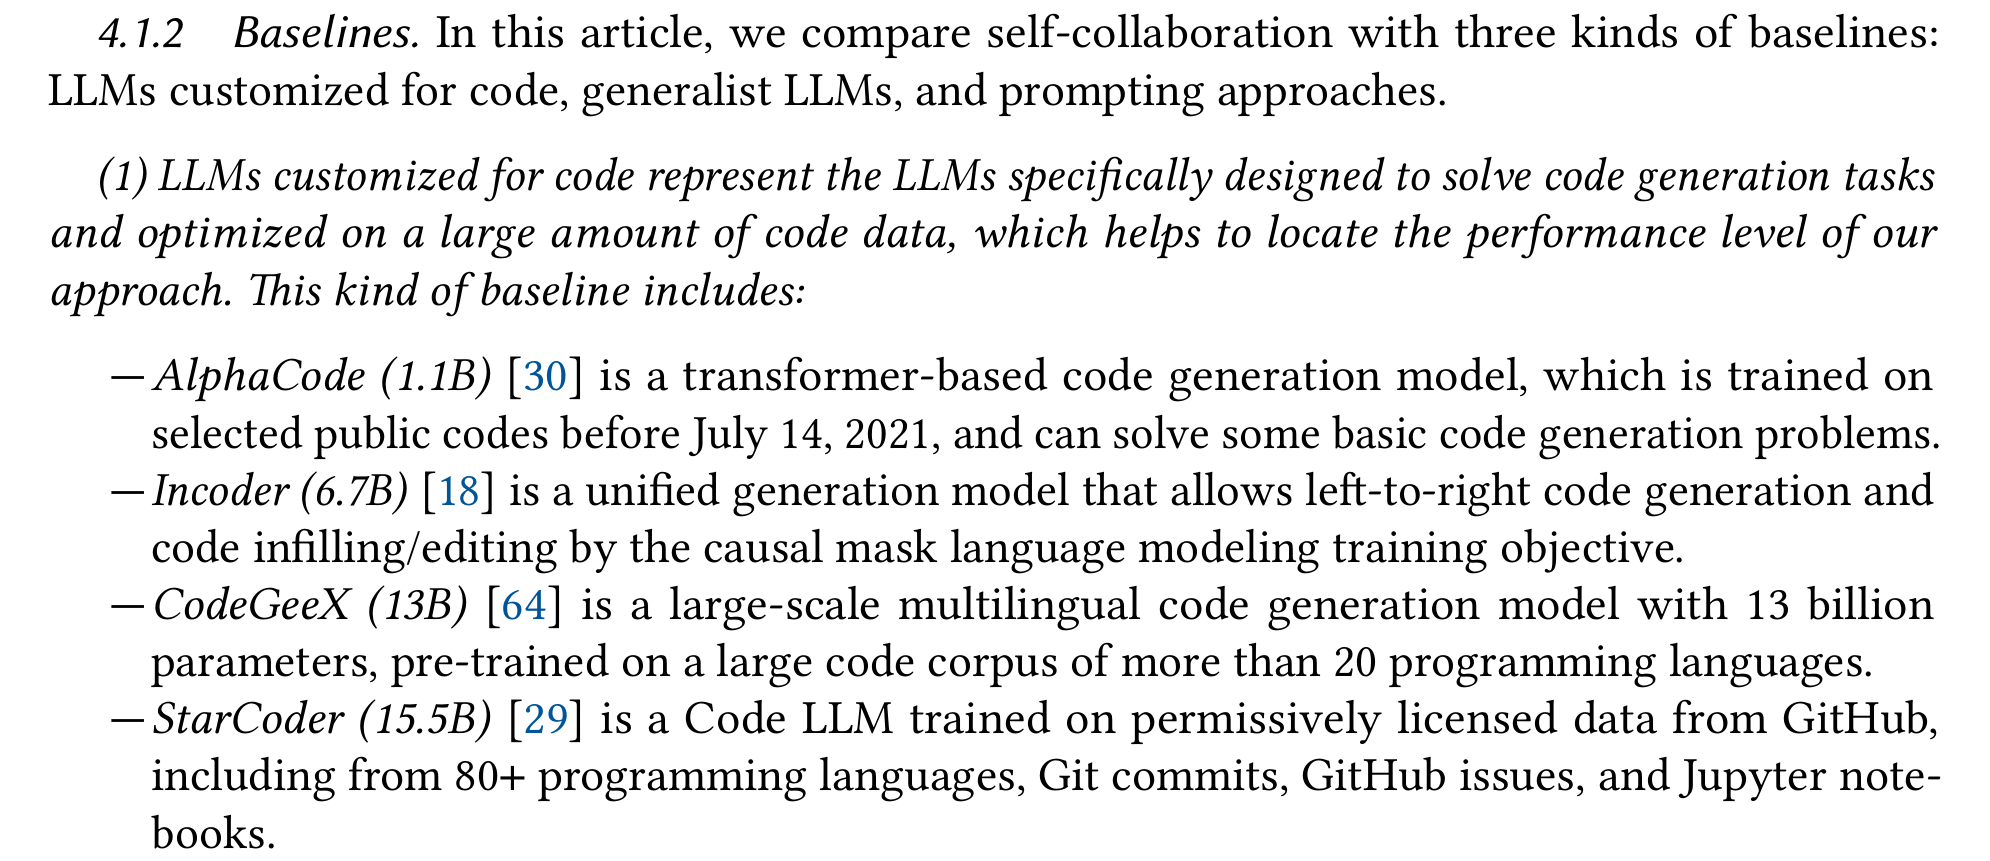 4.1.2 Baselines. In this article, we compare self-collaboration with three kinds of baselines:
LLMs customized for code, generalist LLMs, and prompting approaches.
(1) LLMs customized for code represent the LLMs specifically designed to solve code generation tasks
and optimized on a large amount of code data, which helps to locate the performance level of our
approach. This kind of baseline includes:
—AlphaCode (1.1B) [30] is a transformer-based code generation model, which is trained on
selected public codes before July 14, 2021, and can solve some basic code generation problems.
—Incoder (6.7B) [18] is a unified generation model that allows left-to-right code generation and
code infilling/editing by the causal mask language modeling training objective.
—CodeGeeX (13B) [64] is a large-scale multilingual code generation model with 13 billion
parameters, pre-trained on a large code corpus of more than 20 programming languages.
—StarCoder (15.5B) [29] is a Code LLM trained on permissively licensed data from GitHub,
including from 80+ programming languages, Git commits, GitHub issues, and Jupyter note-
books.